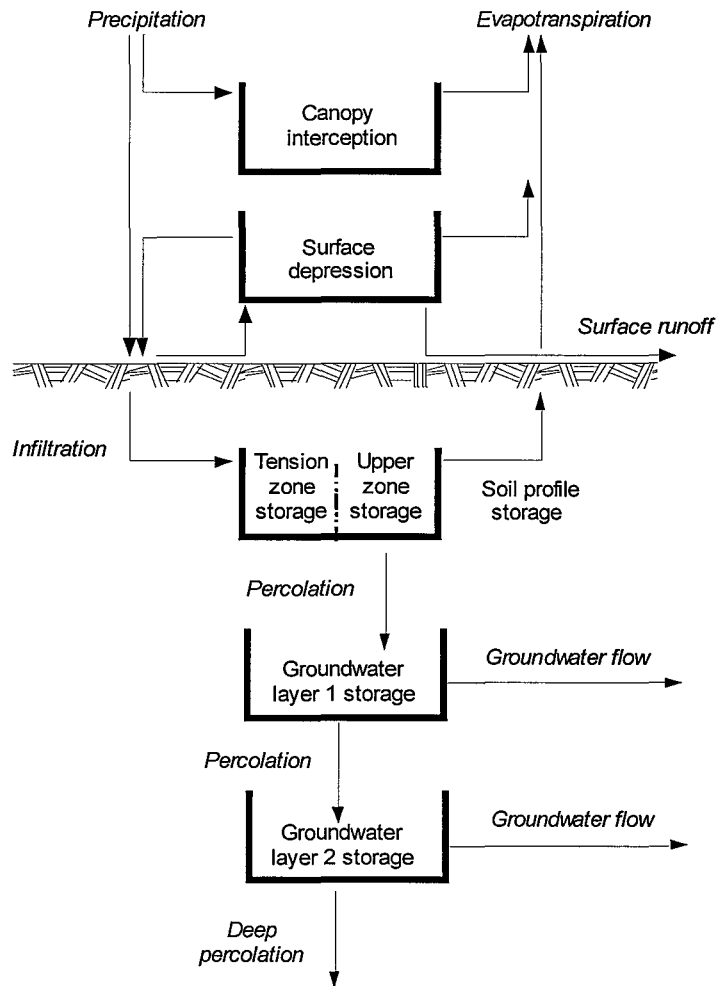 Precipitation
Evapotranspiration
Canopy
interception
Surface
depression
Surface runoff
Infiltration
Tension
zone
storage
Upper
zone
storage
Soil profile
storage
Percolation
Groundwater
layer 1 storage
Groundwater flow
Percolation
Groundwater
layer 2 storage
Groundwater flow
Deep
percolation